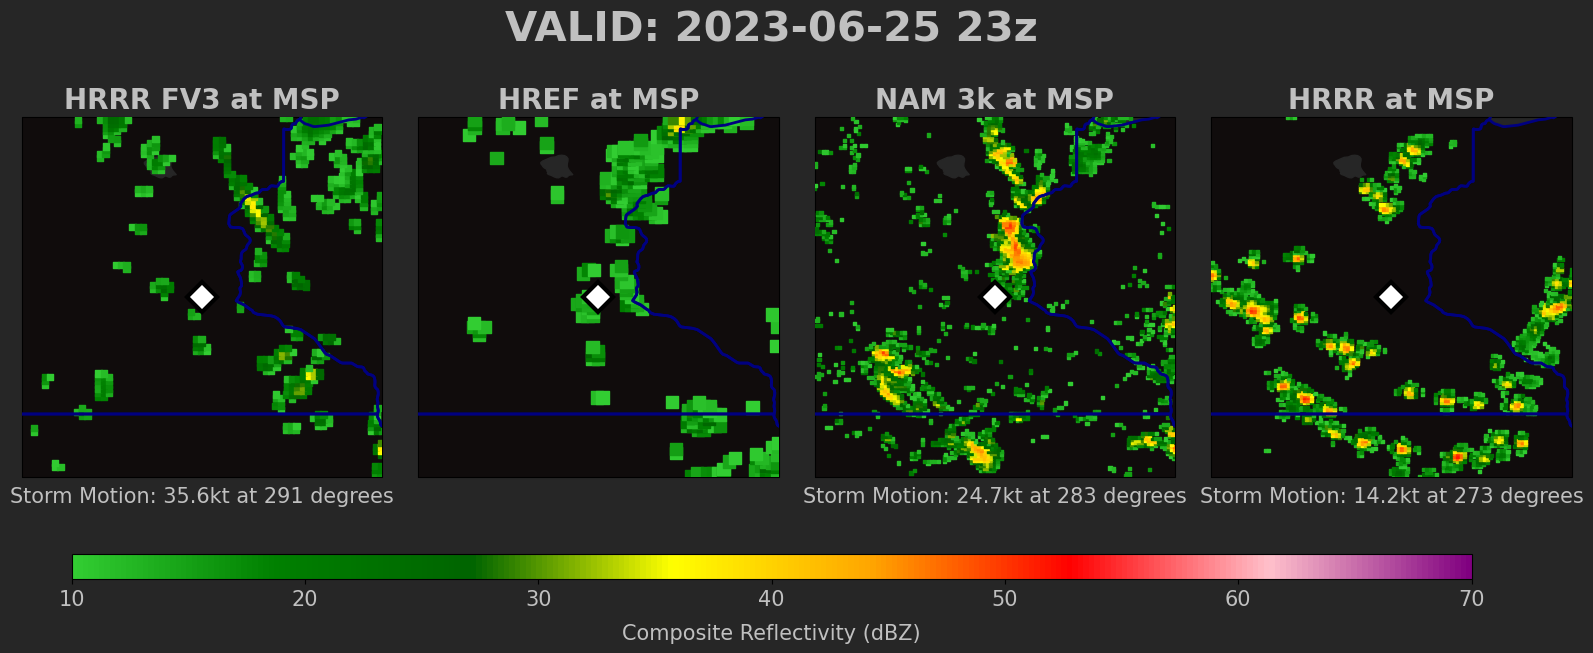 VALID: 2023-06-25 23z
HRRR FV3 at MSP
HREF at MSP
NAM 3k at MSP
HRRR at MSP
Storm Motion: 35.6kt at 291 degrees
Storm Motion: 24.7kt at 283 degrees
Storm Motion: 14.2kt at 273 degrees
10 20 30 40 50 60 70
Composite Reflectivity (dBZ)